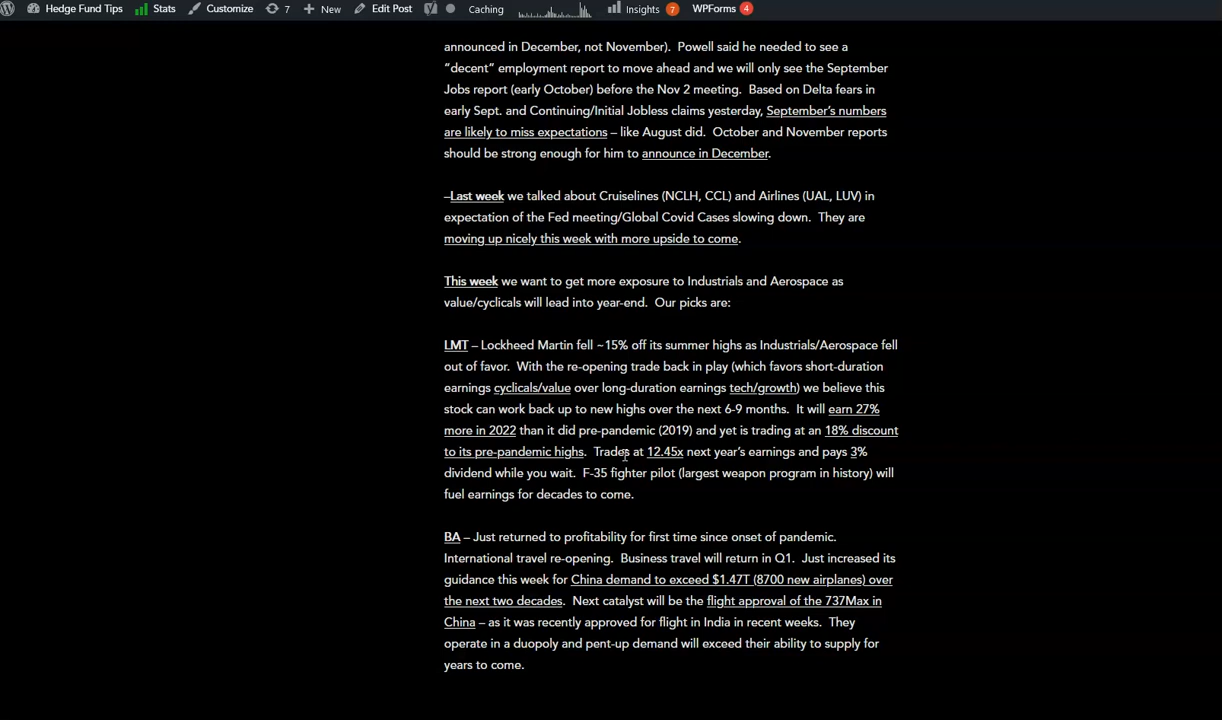 Hedge Fund Tips Stats Customize 7 New Edit Post Caching Insights 7 WPForms 4
announced in December, not November). Powell said he needed to see a
“decent” employment report to move ahead and we will only see the September
Jobs report (early October) before the Nov 2 meeting. Based on Delta fears in
early Sept. and Continuing/Initial Jobless claims yesterday, September’s numbers
are likely to miss expectations – like August did. October and November reports
should be strong enough for him to announce in December.
–Last week we talked about Cruiselines (NCLH, CCL) and Airlines (UAL, LUV) in
expectation of the Fed meeting/Global Covid Cases slowing down. They are
moving up nicely this week with more upside to come.
This week we want to get more exposure to Industrials and Aerospace as
value/cyclicals will lead into year-end. Our picks are:
LMT – Lockheed Martin fell ~15% off its summer highs as Industrials/Aerospace fell
out of favor. With the re-opening trade back in play (which favors short-duration
earnings cyclicals/value over long-duration earnings tech/growth) we believe this
stock can work back up to new highs over the next 6-9 months. It will earn 27%
more in 2022 than it did pre-pandemic (2019) and yet is trading at an 18% discount
to its pre-pandemic highs. Trades at 12.45x next year’s earnings and pays 3%
dividend while you wait. F-35 fighter pilot (largest weapon program in history) will
fuel earnings for decades to come.
BA – Just returned to profitability for first time since onset of pandemic.
International travel re-opening. Business travel will return in Q1. Just increased its
guidance this week for China demand to exceed $1.47T (8700 new airplanes) over
the next two decades. Next catalyst will be the flight approval of the 737Max in
China – as it was recently approved for flight in India in recent weeks. They
operate in a duopoly and pent-up demand will exceed their ability to supply for
years to come.